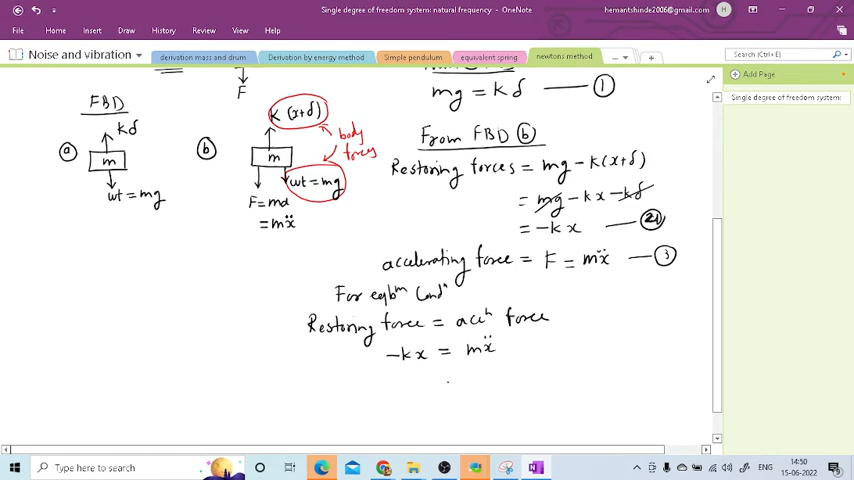 Single degree of freedom system: natural frequency - OneNote
hemantshinde2006@gmail.com
H
File Home Insert Draw History Review View Help
Noise and vibration
derivation mass and drum
Derivation by energy method
Simple pendulum
equivalent spring
newtons method
...
+
Search (Ctrl+E)
Add Page
Single degree of freedom system:
F
mg = kδ —— ①
FBD
K (x+δ)
kδ
body
forces
From FBD ⓑ
ⓐ
m
ⓑ
m
Restoring forces = mg - k(x+δ)
wt = mg
wt = mg
F = ma
= mẍ
= mg - kx - kδ
= -kx
accelerating force = F = mẍ —— ③
For eqbᵐ Condⁿ
Restoring force = accⁿ force
-kx = mẍ
Type here to search
ENG
14:50
15-06-2022